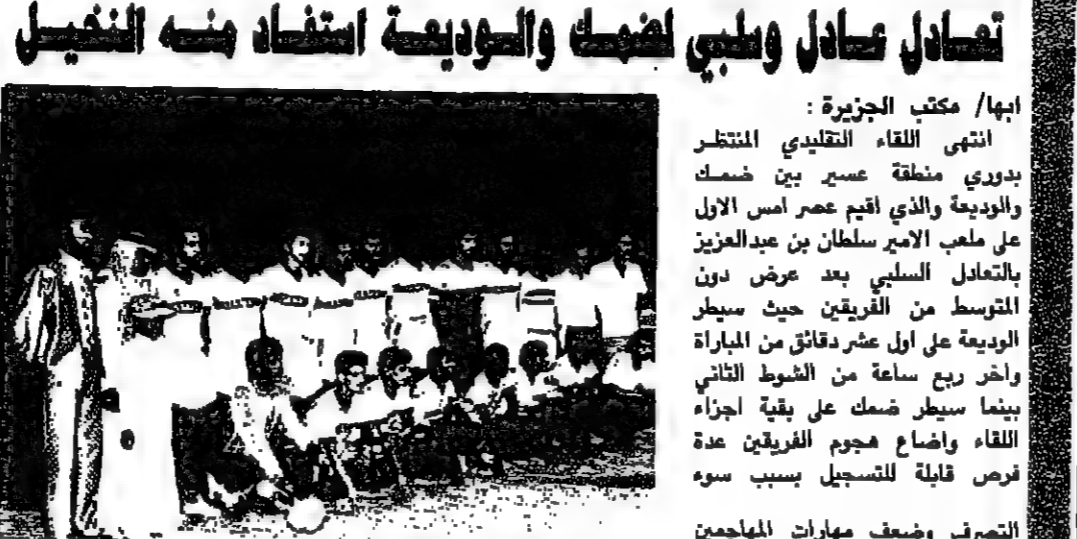 تعادل عادل وسلبي لضمك والوديعة استفاد منه النخيل
ابها/ مكتب الجزيرة :
انتهى اللقاء التقليدي المنتظر
بدوري منطقة عسير بين ضمك
والوديعة والذي اقيم عصر امس الاول
على ملعب الامير سلطان بن عبدالعزيز
بالتعادل السلبي بعد عرض دون
المتوسط من الفريقين حيث سيطر
الوديعة على اول عشر دقائق من المباراة
واخر ربع ساعة من الشوط الثاني
بينما سيطر ضمك على بقية اجزاء
اللقاء واضاع هجوم الفريقين عدة
فرص قابلة للتسجيل بسبب سوء
التصرف وضعف مهارات المهاجمين